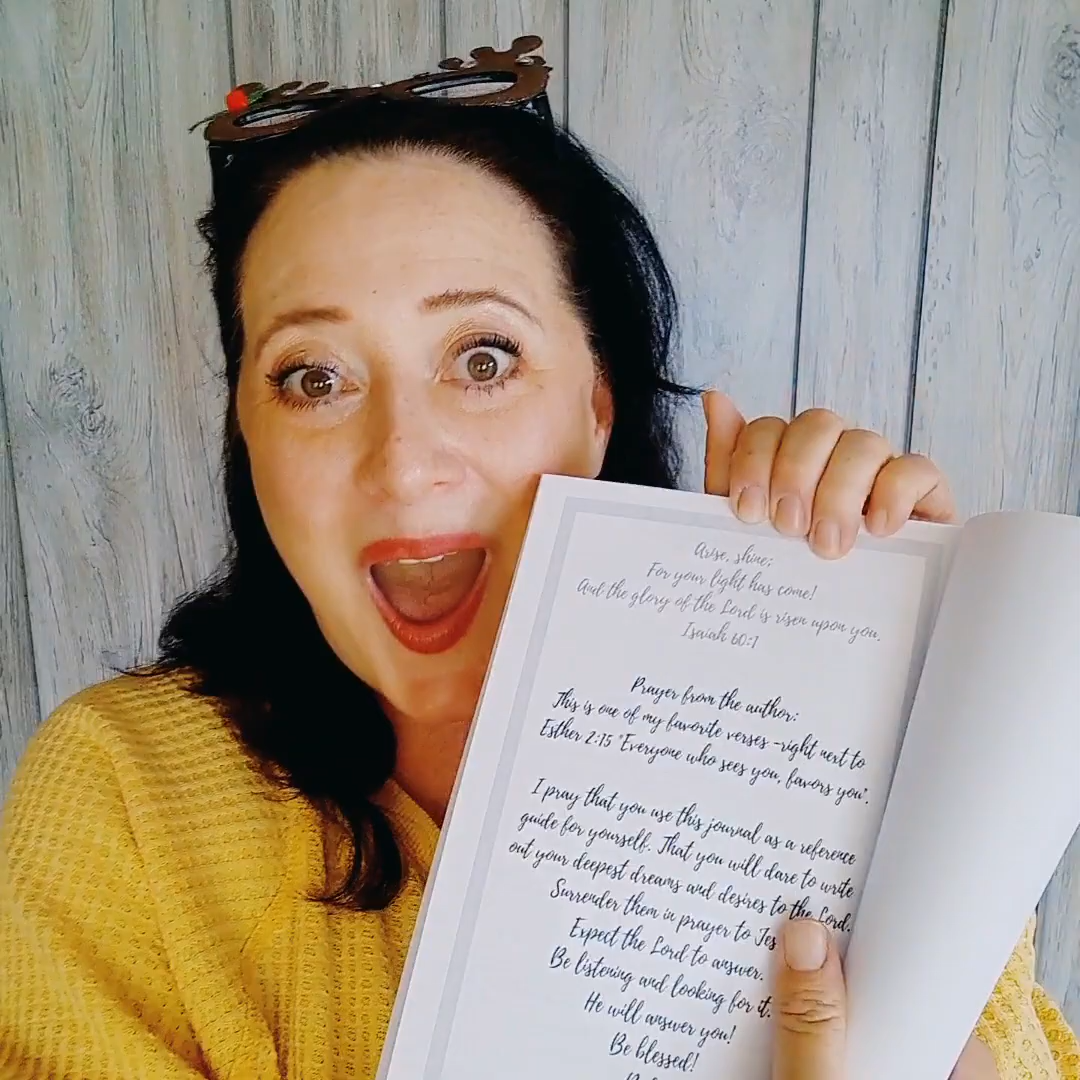 Arise, shine;
For your light has come!
And the glory of the Lord is risen upon you.
Isaiah 60:1
Prayer from the author:
This is one of my favorite verses -right next to
Esther 2:15 "Everyone who sees you, favors you".
I pray that you use this journal as a reference
guide for yourself. That you will dare to write
out your deepest dreams and desires to the Lord.
Surrender them in prayer to
Expect the Lord to answer.
Be listening and looking for it.
He will answer you!
Be blessed!